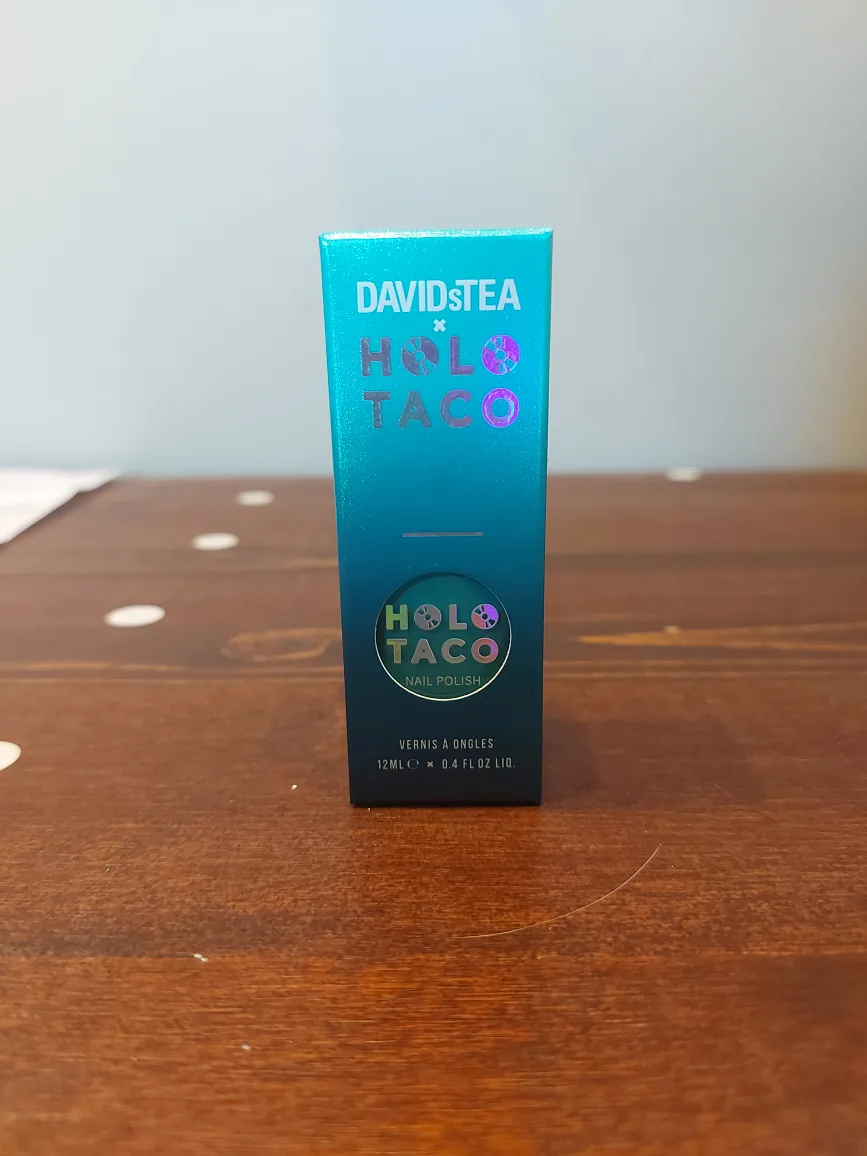 DAVIDsTEA
×
HOLO
TACO
HOLO
TACO
NAIL POLISH
VERNIS À ONGLES
12ML ℮ × 0.4 FL OZ LIQ.